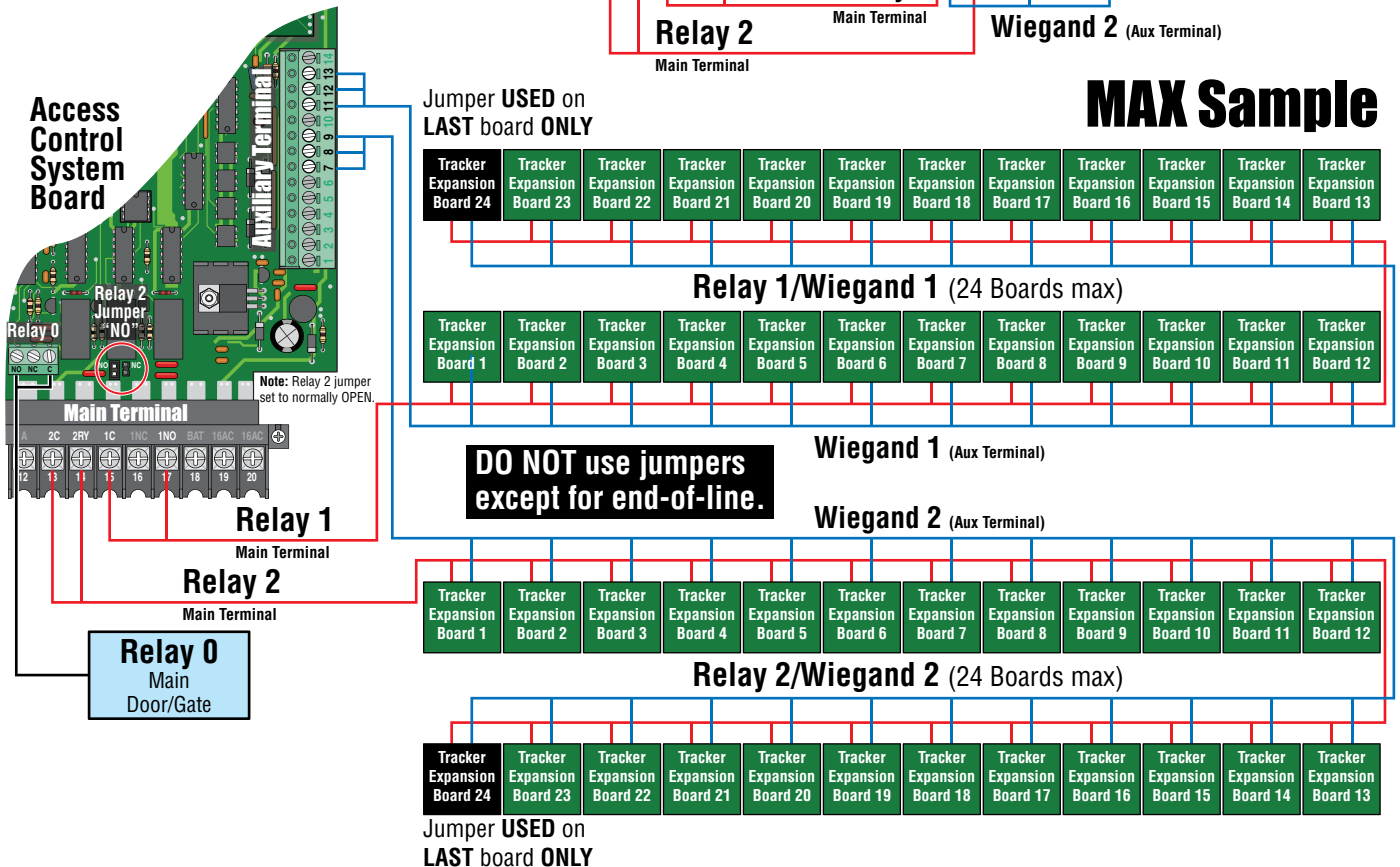 Main Terminal
Relay 2
Main Terminal
Wiegand 2 (Aux Terminal)
MAX Sample
Access
Control
System
Board
Auxiliary Terminal
14
13
12
11
10
9
8
7
6
5
4
3
2
1
Jumper USED on
LAST board ONLY
Tracker Expansion Board 24
Tracker Expansion Board 23
Tracker Expansion Board 22
Tracker Expansion Board 21
Tracker Expansion Board 20
Tracker Expansion Board 19
Tracker Expansion Board 18
Tracker Expansion Board 17
Tracker Expansion Board 16
Tracker Expansion Board 15
Tracker Expansion Board 14
Tracker Expansion Board 13
Relay 1/Wiegand 1 (24 Boards max)
Tracker Expansion Board 1
Tracker Expansion Board 2
Tracker Expansion Board 3
Tracker Expansion Board 4
Tracker Expansion Board 5
Tracker Expansion Board 6
Tracker Expansion Board 7
Tracker Expansion Board 8
Tracker Expansion Board 9
Tracker Expansion Board 10
Tracker Expansion Board 11
Tracker Expansion Board 12
Relay 2
Jumper
"NO"
Relay 0
NO NC C
NO NC
Note: Relay 2 jumper
set to normally OPEN.
Main Terminal
A 2C 2RY 1C 1NC 1NO BAT 16AC 16AC
12 13 14 15 16 17 18 19 20
Wiegand 1 (Aux Terminal)
DO NOT use jumpers
except for end-of-line.
Relay 1
Main Terminal
Wiegand 2 (Aux Terminal)
Relay 2
Main Terminal
Relay 0
Main
Door/Gate
Tracker Expansion Board 1
Tracker Expansion Board 2
Tracker Expansion Board 3
Tracker Expansion Board 4
Tracker Expansion Board 5
Tracker Expansion Board 6
Tracker Expansion Board 7
Tracker Expansion Board 8
Tracker Expansion Board 9
Tracker Expansion Board 10
Tracker Expansion Board 11
Tracker Expansion Board 12
Relay 2/Wiegand 2 (24 Boards max)
Tracker Expansion Board 24
Tracker Expansion Board 23
Tracker Expansion Board 22
Tracker Expansion Board 21
Tracker Expansion Board 20
Tracker Expansion Board 19
Tracker Expansion Board 18
Tracker Expansion Board 17
Tracker Expansion Board 16
Tracker Expansion Board 15
Tracker Expansion Board 14
Tracker Expansion Board 13
Jumper USED on
LAST board ONLY